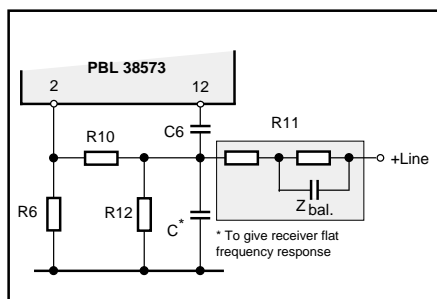 PBL 38573
2 12
R10 C6 R11
+Line
R6 R12 C* Z bal.
* To give receiver flat
frequency response